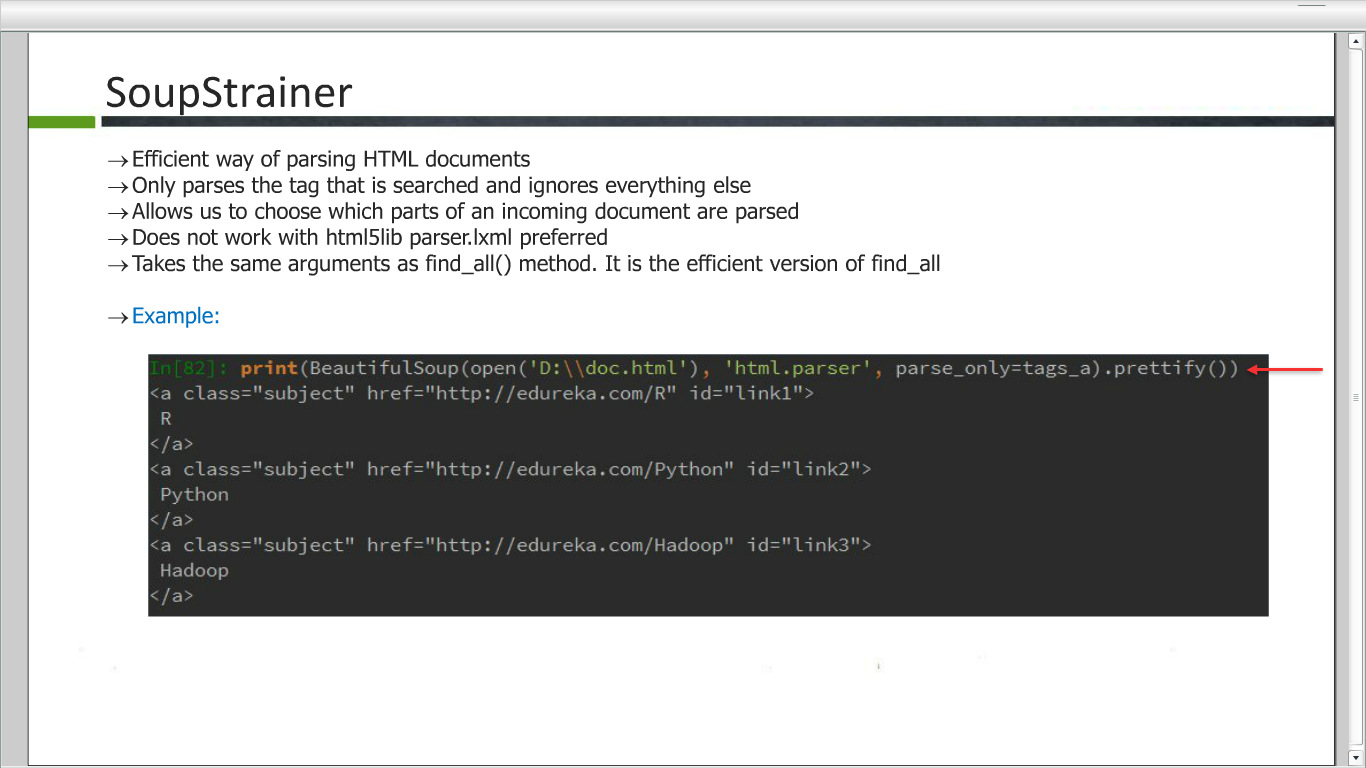 SoupStrainer
→Efficient way of parsing HTML documents
→Only parses the tag that is searched and ignores everything else
→Allows us to choose which parts of an incoming document are parsed
→Does not work with html5lib parser.lxml preferred
→Takes the same arguments as find_all() method. It is the efficient version of find_all
→Example:
In[82]: print(BeautifulSoup(open('D:\\doc.html'), 'html.parser', parse_only=tags_a).prettify())
<a class="subject" href="http://edureka.com/R" id="link1">
 R
</a>
<a class="subject" href="http://edureka.com/Python" id="link2">
 Python
</a>
<a class="subject" href="http://edureka.com/Hadoop" id="link3">
 Hadoop
</a>